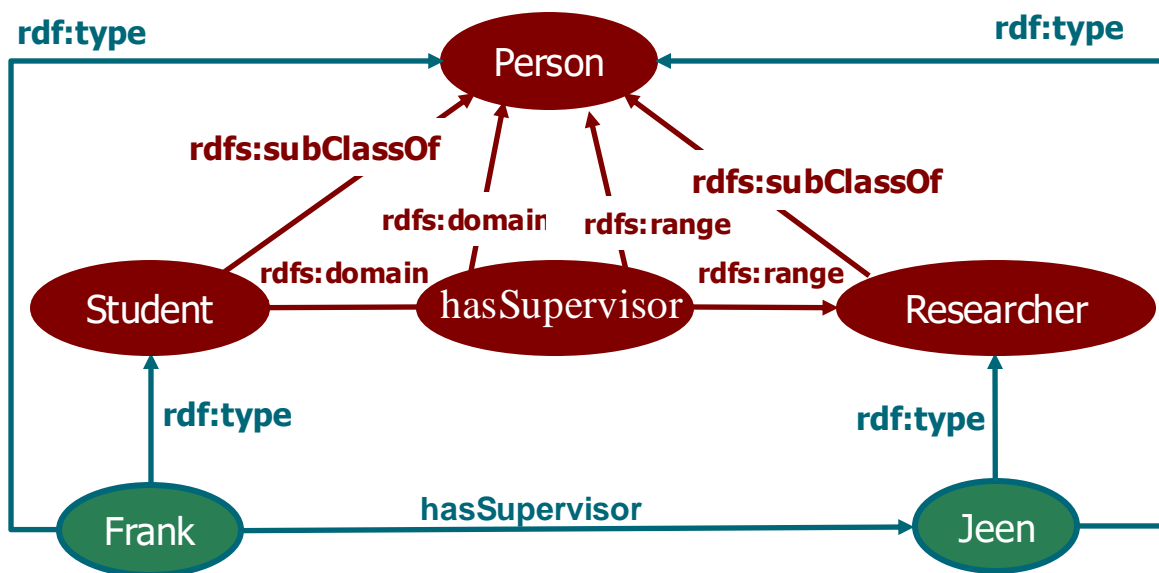 rdf:type
rdf:type
Person
rdfs:subClassOf
rdfs:subClassOf
rdfs:domain
rdfs:range
rdfs:domain
rdfs:range
Student
hasSupervisor
Researcher
rdf:type
rdf:type
hasSupervisor
Frank
Jeen